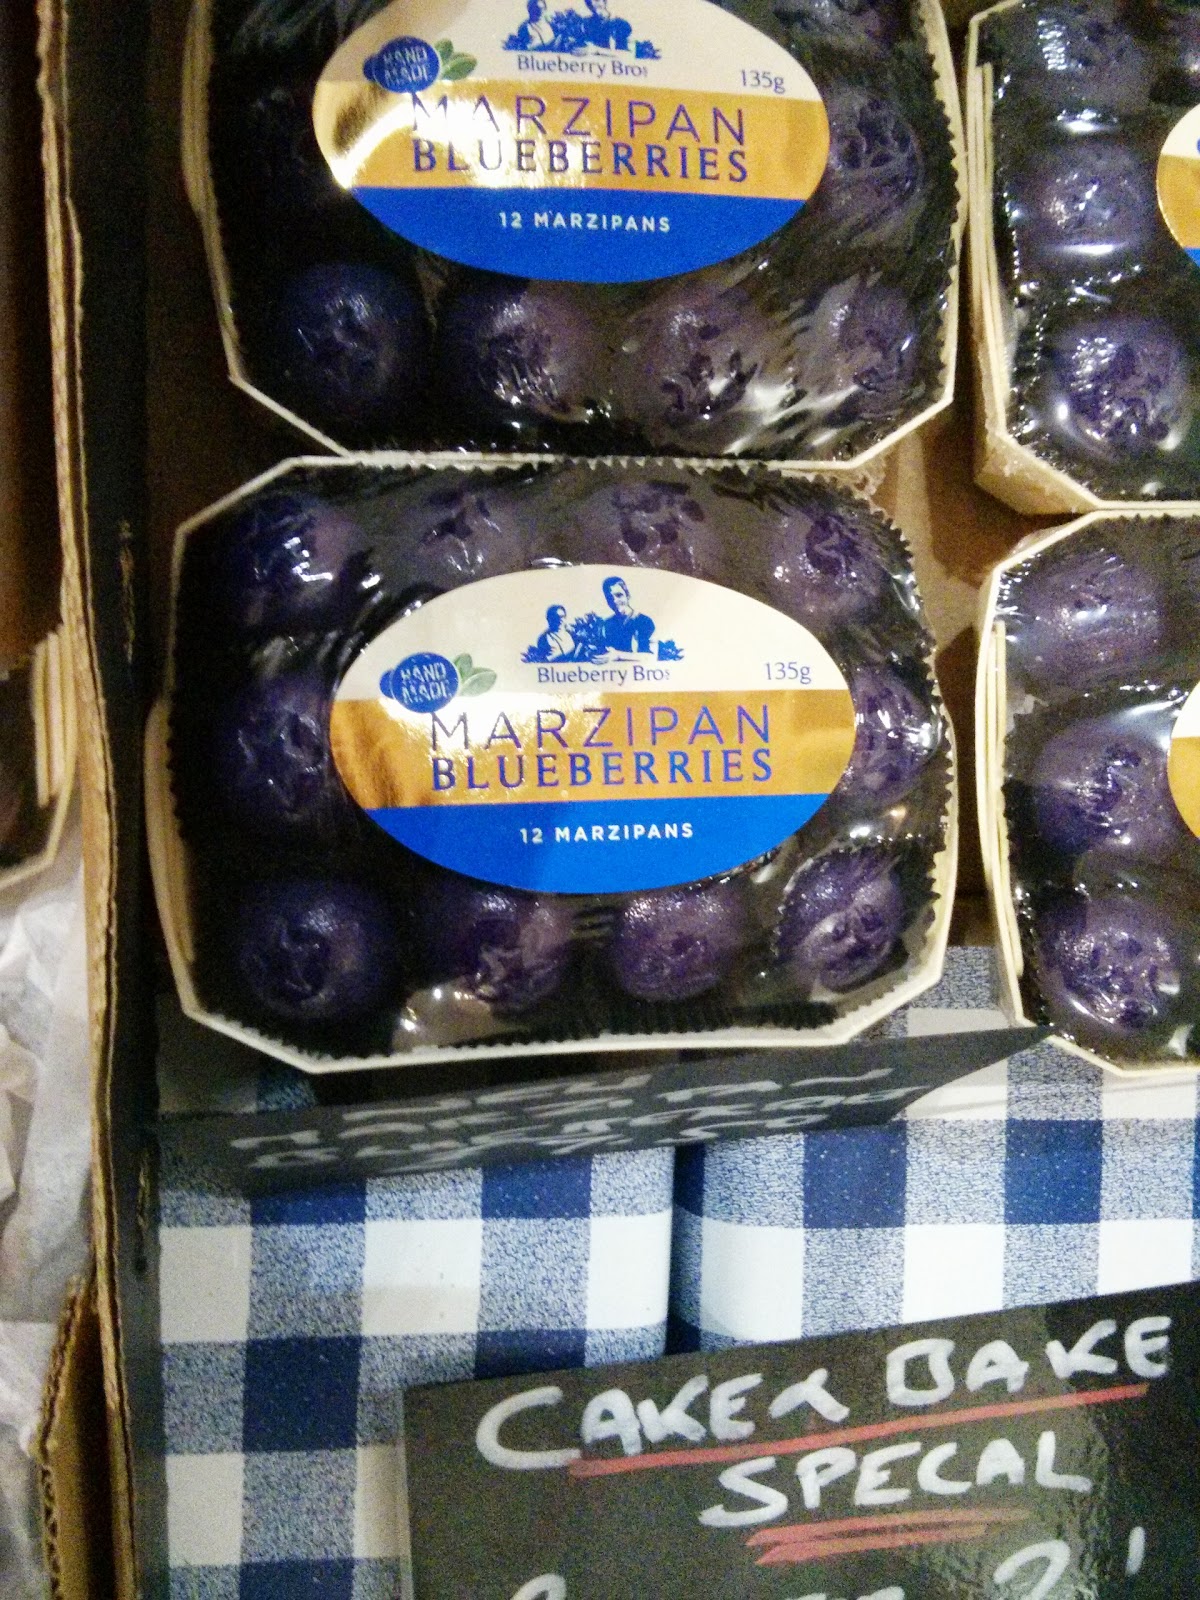 HAND
MADE
Blueberry Bros
135g
MARZIPAN
BLUEBERRIES
12 MARZIPANS
HAND
MADE
Blueberry Bros
135g
MARZIPAN
BLUEBERRIES
12 MARZIPANS
CAKE & BAKE
SPECAL